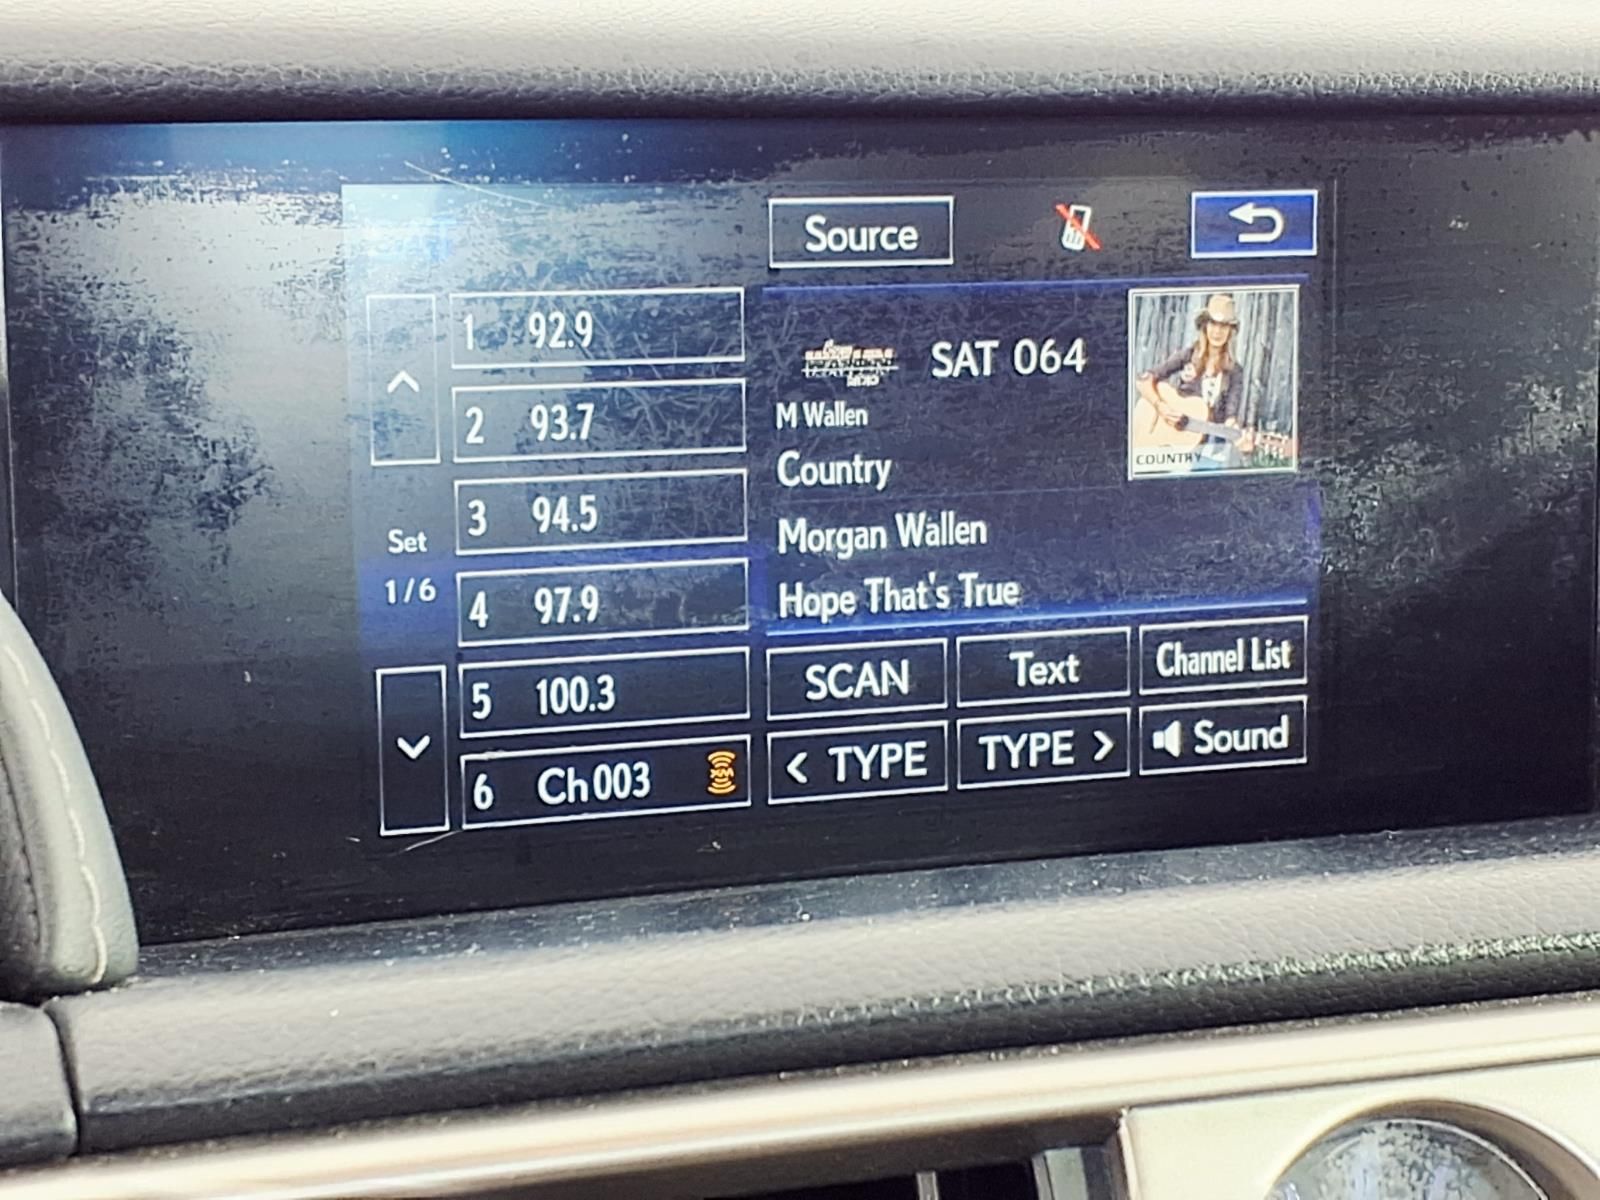 Source
1 92.9
2 93.7
3 94.5
4 97.9
5 100.3
6 Ch003 XM
Set
1/6
SAT 064
M Wallen
Country
Morgan Wallen
Hope That's True
COUNTRY
SCAN
Text
Channel List
< TYPE
TYPE >
Sound